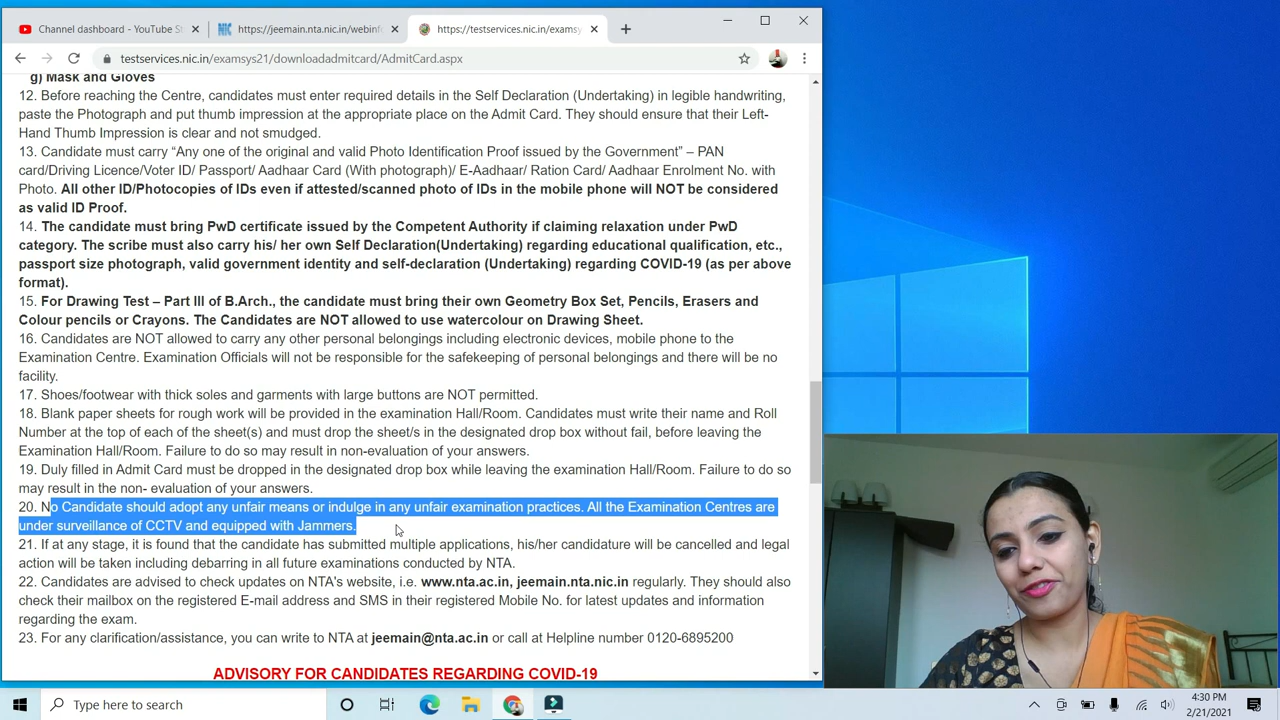 Channel dashboard - YouTube St
https://jeemain.nta.nic.in/webinfo
https://testservices.nic.in/examsy
testservices.nic.in/examsys21/downloadadmitcard/AdmitCard.aspx
g) Mask and Gloves
12. Before reaching the Centre, candidates must enter required details in the Self Declaration (Undertaking) in legible handwriting,
paste the Photograph and put thumb impression at the appropriate place on the Admit Card. They should ensure that their Left-
Hand Thumb Impression is clear and not smudged.
13. Candidate must carry “Any one of the original and valid Photo Identification Proof issued by the Government” – PAN
card/Driving Licence/Voter ID/ Passport/ Aadhaar Card (With photograph)/ E-Aadhaar/ Ration Card/ Aadhaar Enrolment No. with
Photo. All other ID/Photocopies of IDs even if attested/scanned photo of IDs in the mobile phone will NOT be considered
as valid ID Proof.
14. The candidate must bring PwD certificate issued by the Competent Authority if claiming relaxation under PwD
category. The scribe must also carry his/ her own Self Declaration(Undertaking) regarding educational qualification, etc.,
passport size photograph, valid government identity and self-declaration (Undertaking) regarding COVID-19 (as per above
format).
15. For Drawing Test – Part III of B.Arch., the candidate must bring their own Geometry Box Set, Pencils, Erasers and
Colour pencils or Crayons. The Candidates are NOT allowed to use watercolour on Drawing Sheet.
16. Candidates are NOT allowed to carry any other personal belongings including electronic devices, mobile phone to the
Examination Centre. Examination Officials will not be responsible for the safekeeping of personal belongings and there will be no
facility.
17. Shoes/footwear with thick soles and garments with large buttons are NOT permitted.
18. Blank paper sheets for rough work will be provided in the examination Hall/Room. Candidates must write their name and Roll
Number at the top of each of the sheet(s) and must drop the sheet/s in the designated drop box without fail, before leaving the
Examination Hall/Room. Failure to do so may result in non-evaluation of your answers.
19. Duly filled in Admit Card must be dropped in the designated drop box while leaving the examination Hall/Room. Failure to do so
may result in the non- evaluation of your answers.
20. No Candidate should adopt any unfair means or indulge in any unfair examination practices. All the Examination Centres are
under surveillance of CCTV and equipped with Jammers.
21. If at any stage, it is found that the candidate has submitted multiple applications, his/her candidature will be cancelled and legal
action will be taken including debarring in all future examinations conducted by NTA.
22. Candidates are advised to check updates on NTA's website, i.e. www.nta.ac.in, jeemain.nta.nic.in regularly. They should also
check their mailbox on the registered E-mail address and SMS in their registered Mobile No. for latest updates and information
regarding the exam.
23. For any clarification/assistance, you can write to NTA at jeemain@nta.ac.in or call at Helpline number 0120-6895200
ADVISORY FOR CANDIDATES REGARDING COVID-19
Type here to search
4:30 PM
2/21/2021